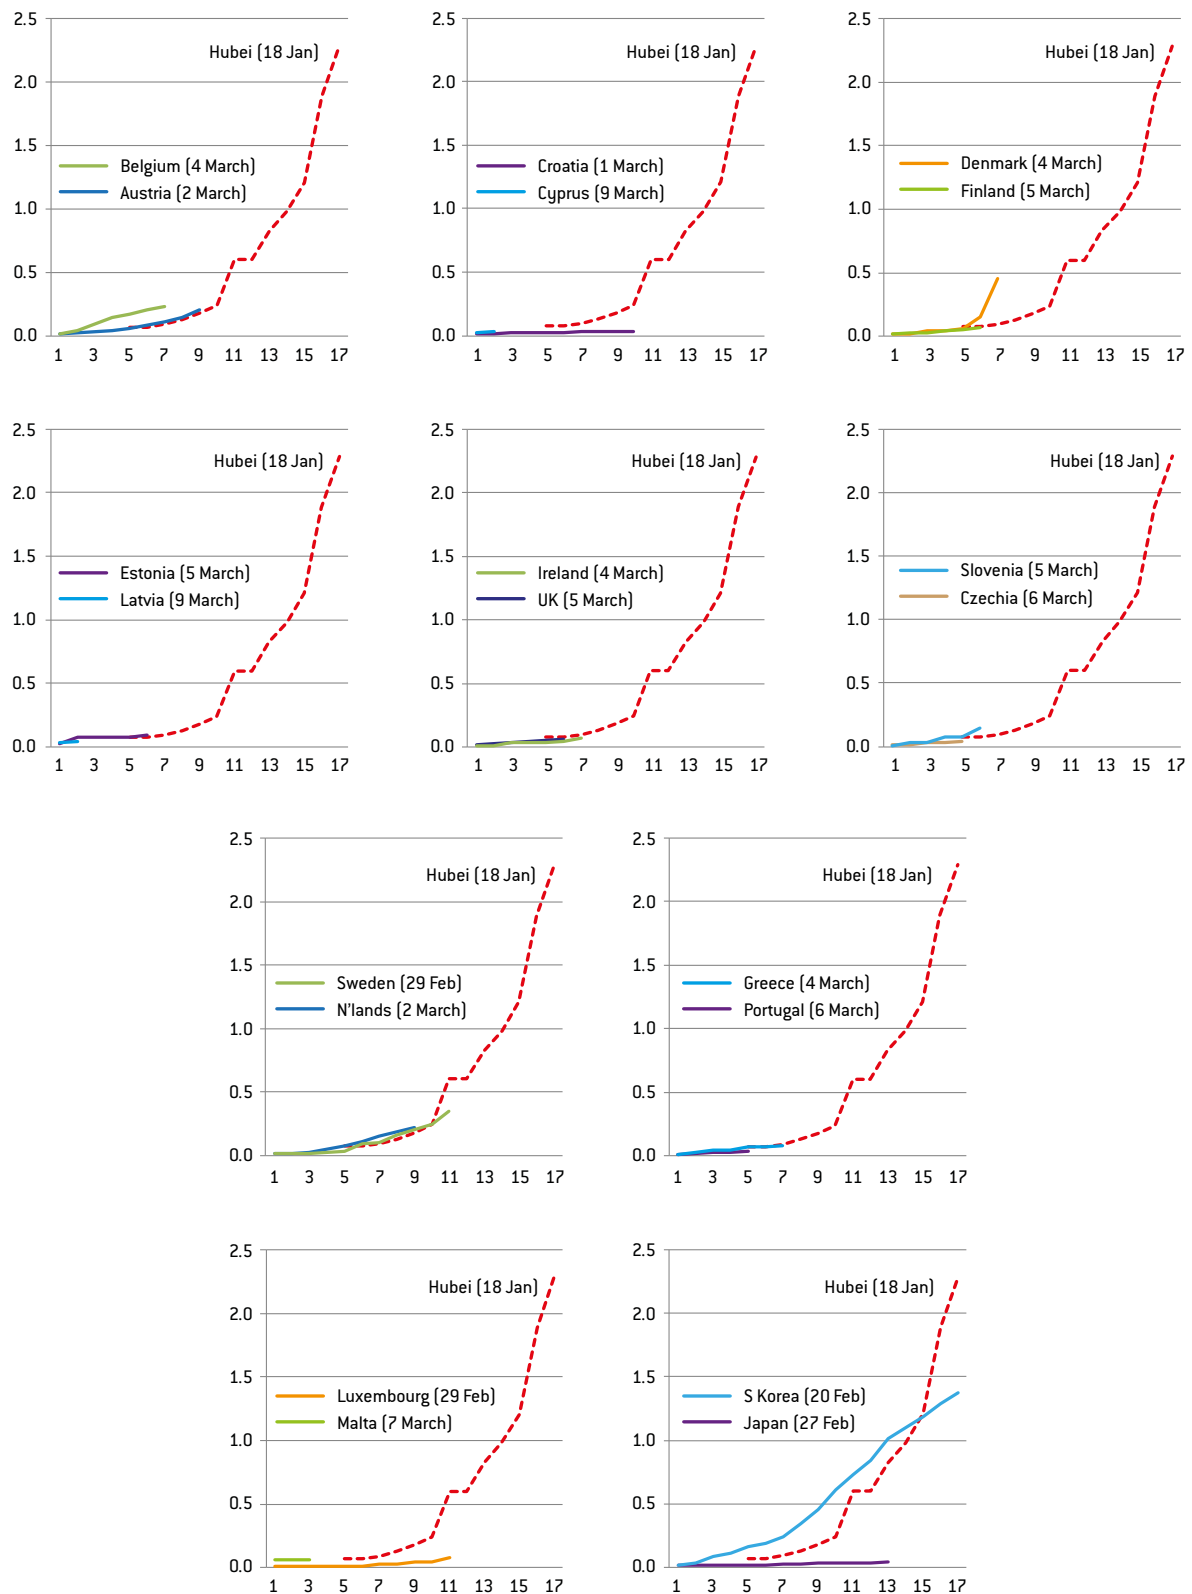 2.5
2.0
1.5
1.0
0.5
0.0
Hubei (18 Jan)
Belgium (4 March)
Austria (2 March)
1 3 5 7 9 11 13 15 17
2.5
2.0
1.5
1.0
0.5
0.0
Hubei (18 Jan)
Croatia (1 March)
Cyprus (9 March)
1 3 5 7 9 11 13 15 17
2.5
2.0
1.5
1.0
0.5
0.0
Hubei (18 Jan)
Denmark (4 March)
Finland (5 March)
1 3 5 7 9 11 13 15 17
2.5
2.0
1.5
1.0
0.5
0.0
Hubei (18 Jan)
Estonia (5 March)
Latvia (9 March)
1 3 5 7 9 11 13 15 17
2.5
2.0
1.5
1.0
0.5
0.0
Hubei (18 Jan)
Ireland (4 March)
UK (5 March)
1 3 5 7 9 11 13 15 17
2.5
2.0
1.5
1.0
0.5
0.0
Hubei (18 Jan)
Slovenia (5 March)
Czechia (6 March)
1 3 5 7 9 11 13 15 17
2.5
2.0
1.5
1.0
0.5
0.0
Hubei (18 Jan)
Sweden (29 Feb)
N'lands (2 March)
1 3 5 7 9 11 13 15 17
2.5
2.0
1.5
1.0
0.5
0.0
Hubei (18 Jan)
Greece (4 March)
Portugal (6 March)
1 3 5 7 9 11 13 15 17
2.5
2.0
1.5
1.0
0.5
0.0
Hubei (18 Jan)
Luxembourg (29 Feb)
Malta (7 March)
1 3 5 7 9 11 13 15 17
2.5
2.0
1.5
1.0
0.5
0.0
Hubei (18 Jan)
S Korea (20 Feb)
Japan (27 Feb)
1 3 5 7 9 11 13 15 17